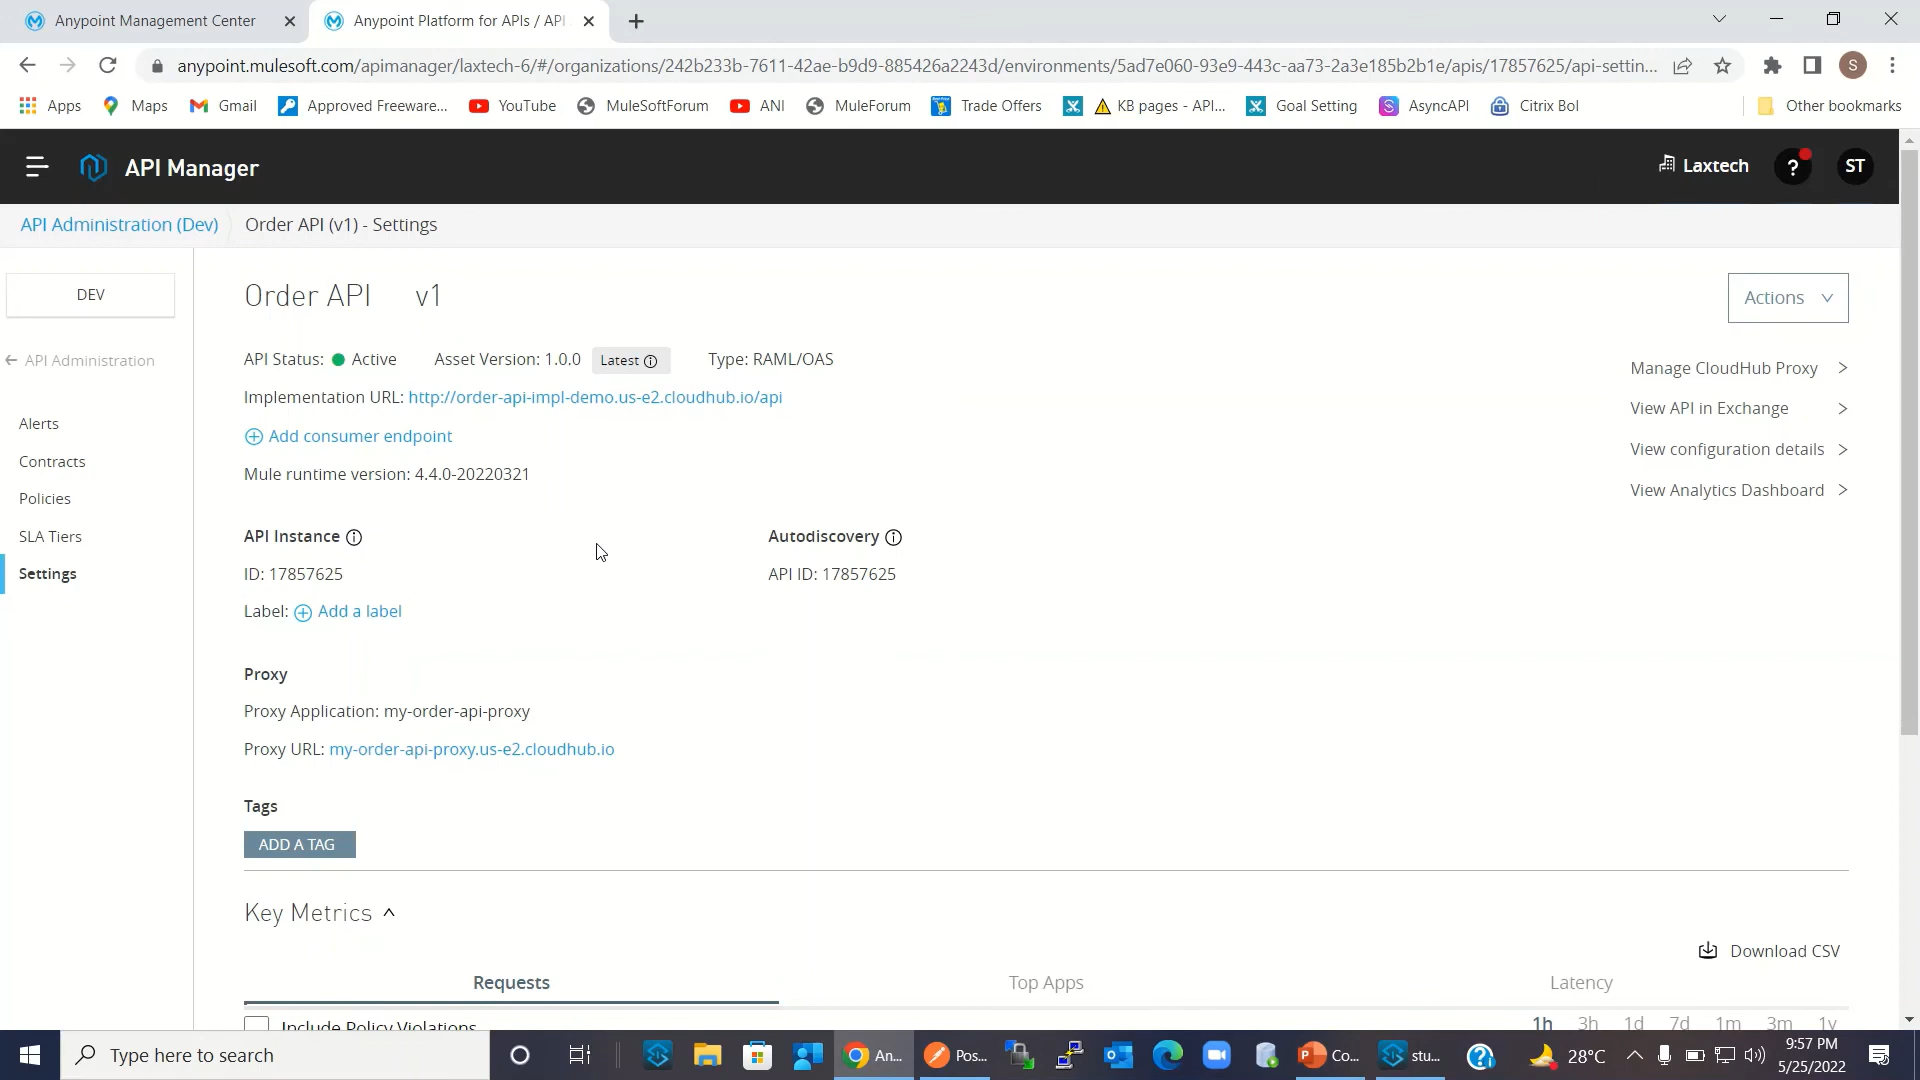 Anypoint Management Center
Anypoint Platform for APIs / API
anypoint.mulesoft.com/apimanager/laxtech-6/#/organizations/242b233b-7611-42ae-b9d9-885426a2243d/environments/5ad7e060-93e9-443c-aa73-2a3e185b2b1e/apis/17857625/api-settin...
S
Apps Maps Gmail Approved Freeware... YouTube MuleSoftForum ANI MuleForum Trade Offers KB pages - API... Goal Setting AsyncAPI Citrix Bol Other bookmarks
API Manager
Laxtech ? ST
API Administration (Dev) Order API (v1) - Settings
DEV
API Administration
Alerts
Contracts
Policies
SLA Tiers
Settings
Order API v1
Actions
API Status: Active Asset Version: 1.0.0 Latest Type: RAML/OAS
Implementation URL: http://order-api-impl-demo.us-e2.cloudhub.io/api
Add consumer endpoint
Mule runtime version: 4.4.0-20220321
Manage CloudHub Proxy >
View API in Exchange >
View configuration details >
View Analytics Dashboard >
API Instance
ID: 17857625
Label: Add a label
Autodiscovery
API ID: 17857625
Proxy
Proxy Application: my-order-api-proxy
Proxy URL: my-order-api-proxy.us-e2.cloudhub.io
Tags
ADD A TAG
Key Metrics
Download CSV
Requests Top Apps Latency
Include Policy Violations
1h 3h 1d 7d 1m 3m 1y
Type here to search
An...
Pos...
Co...
stu...
28°C
9:57 PM
5/25/2022